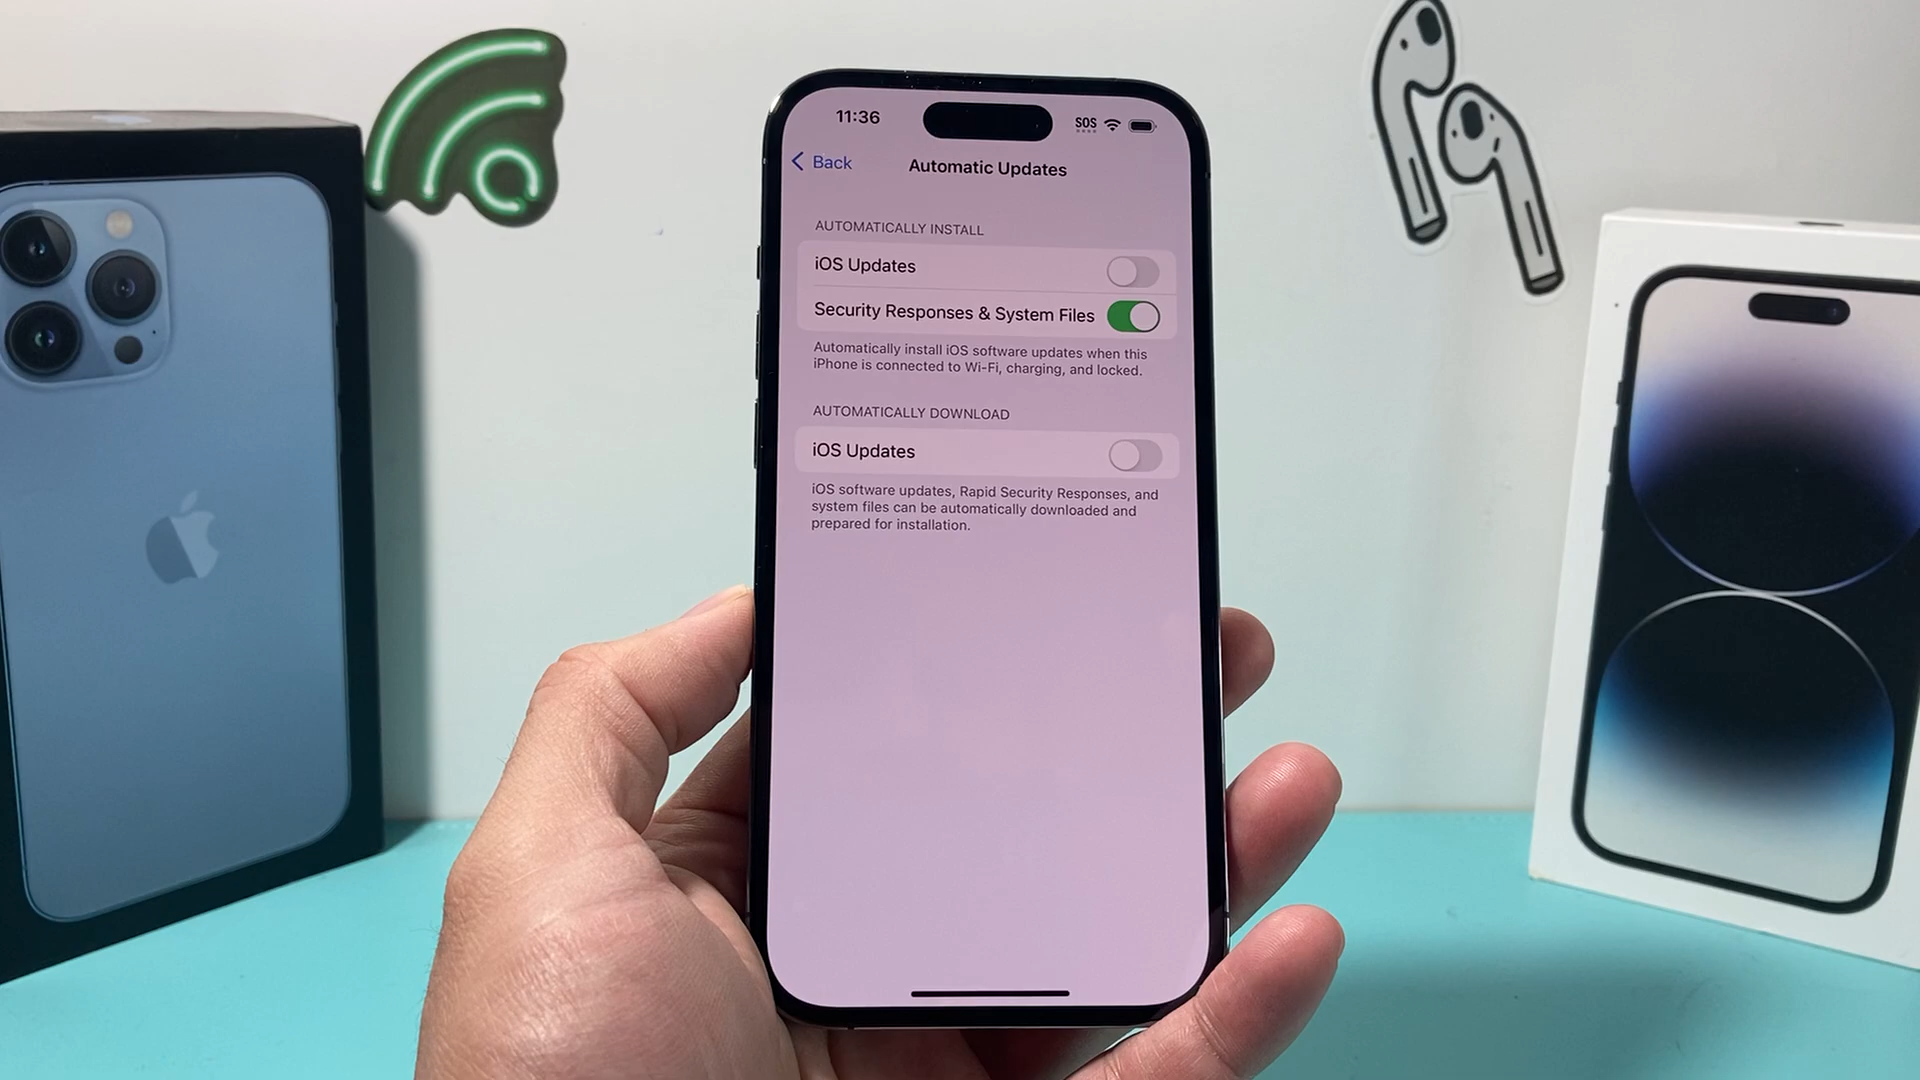 11:36
SOS
Back
Automatic Updates
AUTOMATICALLY INSTALL
iOS Updates
Security Responses & System Files
Automatically install iOS software updates when this
iPhone is connected to Wi-Fi, charging, and locked.
AUTOMATICALLY DOWNLOAD
iOS Updates
iOS software updates, Rapid Security Responses, and
system files can be automatically downloaded and
prepared for installation.